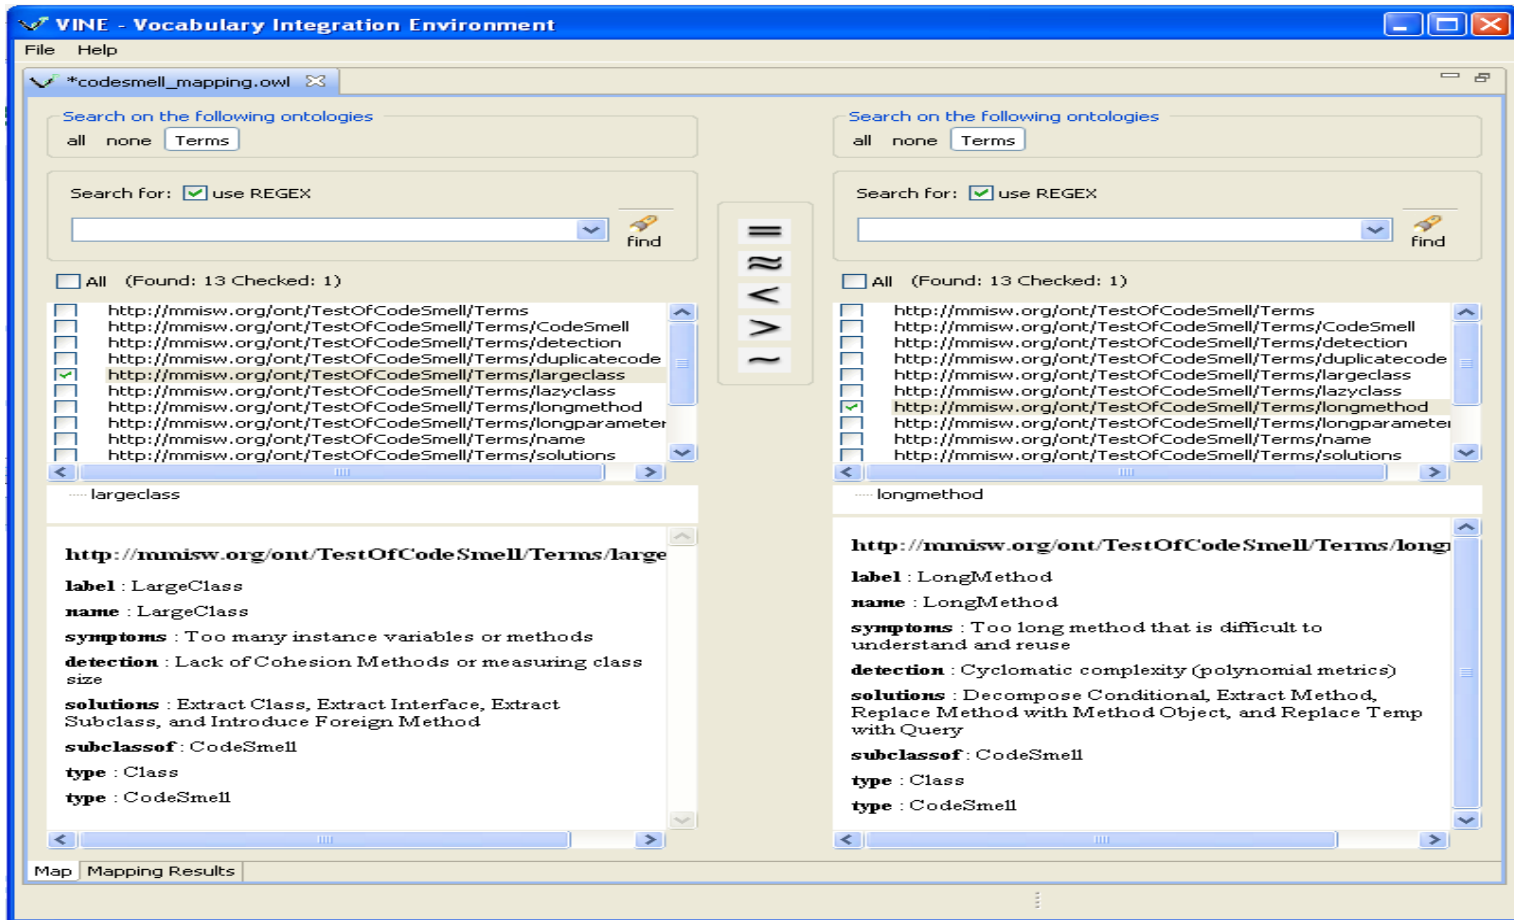 VINE - Vocabulary Integration Environment
File Help
*codesmell_mapping.owl
Search on the following ontologies
all none Terms
Search for: use REGEX
find
All (Found: 13 Checked: 1)
http://mmisw.org/ont/TestOfCodeSmell/Terms
http://mmisw.org/ont/TestOfCodeSmell/Terms/CodeSmell
http://mmisw.org/ont/TestOfCodeSmell/Terms/detection
http://mmisw.org/ont/TestOfCodeSmell/Terms/duplicatecode
http://mmisw.org/ont/TestOfCodeSmell/Terms/largeclass
http://mmisw.org/ont/TestOfCodeSmell/Terms/lazyclass
http://mmisw.org/ont/TestOfCodeSmell/Terms/longmethod
http://mmisw.org/ont/TestOfCodeSmell/Terms/longparameter
http://mmisw.org/ont/TestOfCodeSmell/Terms/name
http://mmisw.org/ont/TestOfCodeSmell/Terms/solutions
largeclass
http://mmisw.org/ont/TestOfCodeSmell/Terms/large
label : LargeClass
name : LargeClass
symptoms : Too many instance variables or methods
detection : Lack of Cohesion Methods or measuring class
size
solutions : Extract Class, Extract Interface, Extract
Subclass, and Introduce Foreign Method
subclassof : CodeSmell
type : Class
type : CodeSmell
=
≈
<
>
~
Search on the following ontologies
all none Terms
Search for: use REGEX
find
All (Found: 13 Checked: 1)
http://mmisw.org/ont/TestOfCodeSmell/Terms
http://mmisw.org/ont/TestOfCodeSmell/Terms/CodeSmell
http://mmisw.org/ont/TestOfCodeSmell/Terms/detection
http://mmisw.org/ont/TestOfCodeSmell/Terms/duplicatecode
http://mmisw.org/ont/TestOfCodeSmell/Terms/largeclass
http://mmisw.org/ont/TestOfCodeSmell/Terms/lazyclass
http://mmisw.org/ont/TestOfCodeSmell/Terms/longmethod
http://mmisw.org/ont/TestOfCodeSmell/Terms/longparameter
http://mmisw.org/ont/TestOfCodeSmell/Terms/name
http://mmisw.org/ont/TestOfCodeSmell/Terms/solutions
longmethod
http://mmisw.org/ont/TestOfCodeSmell/Terms/long
label : LongMethod
name : LongMethod
symptoms : Too long method that is difficult to
understand and reuse
detection : Cyclomatic complexity (polynomial metrics)
solutions : Decompose Conditional, Extract Method,
Replace Method with Method Object, and Replace Temp
with Query
subclassof : CodeSmell
type : Class
type : CodeSmell
Map Mapping Results